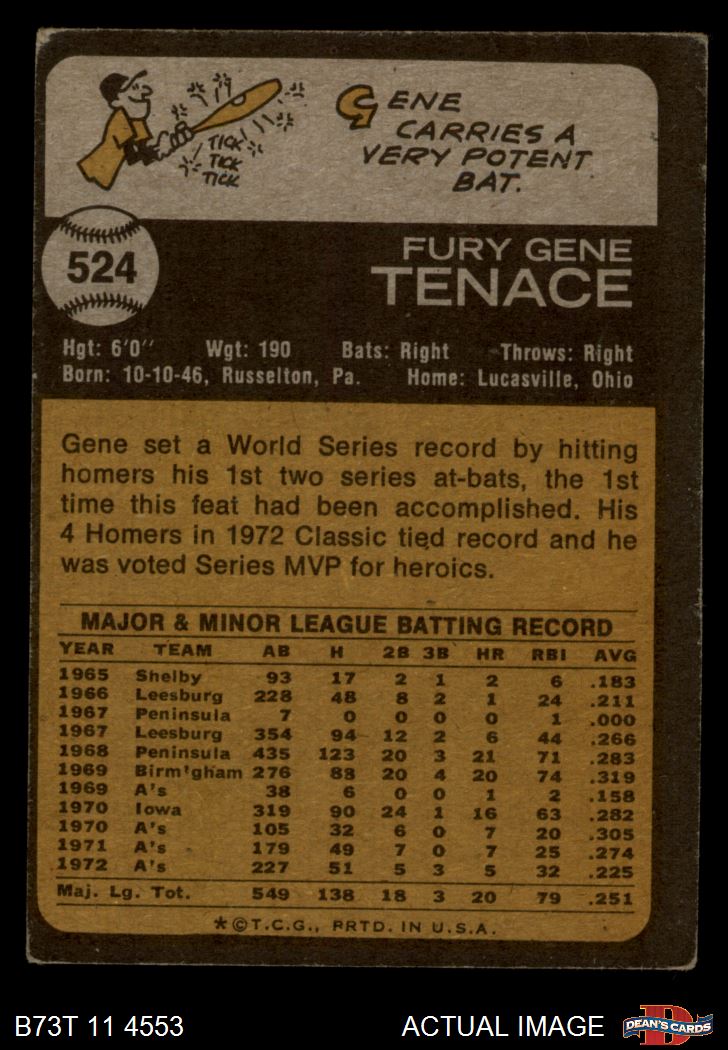 GENE
CARRIES A
VERY POTENT
BAT.
TICK
TICK
TICK
524
FURY GENE
TENACE
Hgt: 6'0" Wgt: 190 Bats: Right Throws: Right
Born: 10-10-46, Russelton, Pa. Home: Lucasville, Ohio
Gene set a World Series record by hitting
homers his 1st two series at-bats, the 1st
time this feat had been accomplished. His
4 Homers in 1972 Classic tied record and he
was voted Series MVP for heroics.
MAJOR & MINOR LEAGUE BATTING RECORD
YEAR TEAM AB H 2B 3B HR RBI AVG
1965 Shelby 93 17 2 1 2 6 .183
1966 Leesburg 228 48 8 2 1 24 .211
1967 Peninsula 7 0 0 0 0 1 .000
1967 Leesburg 354 94 12 2 6 44 .266
1968 Peninsula 435 123 20 3 21 71 .283
1969 Birm'gham 276 88 20 4 20 74 .319
1969 A's 38 6 0 0 1 2 .158
1970 Iowa 319 90 24 1 16 63 .282
1970 A's 105 32 6 0 7 20 .305
1971 A's 179 49 7 0 7 25 .274
1972 A's 227 51 5 3 5 32 .225
Maj. Lg. Tot. 549 138 18 3 20 79 .251
*©T.C.G., PRTD. IN U.S.A.
B73T 11 4553 ACTUAL IMAGE
D
DEAN'S CARDS